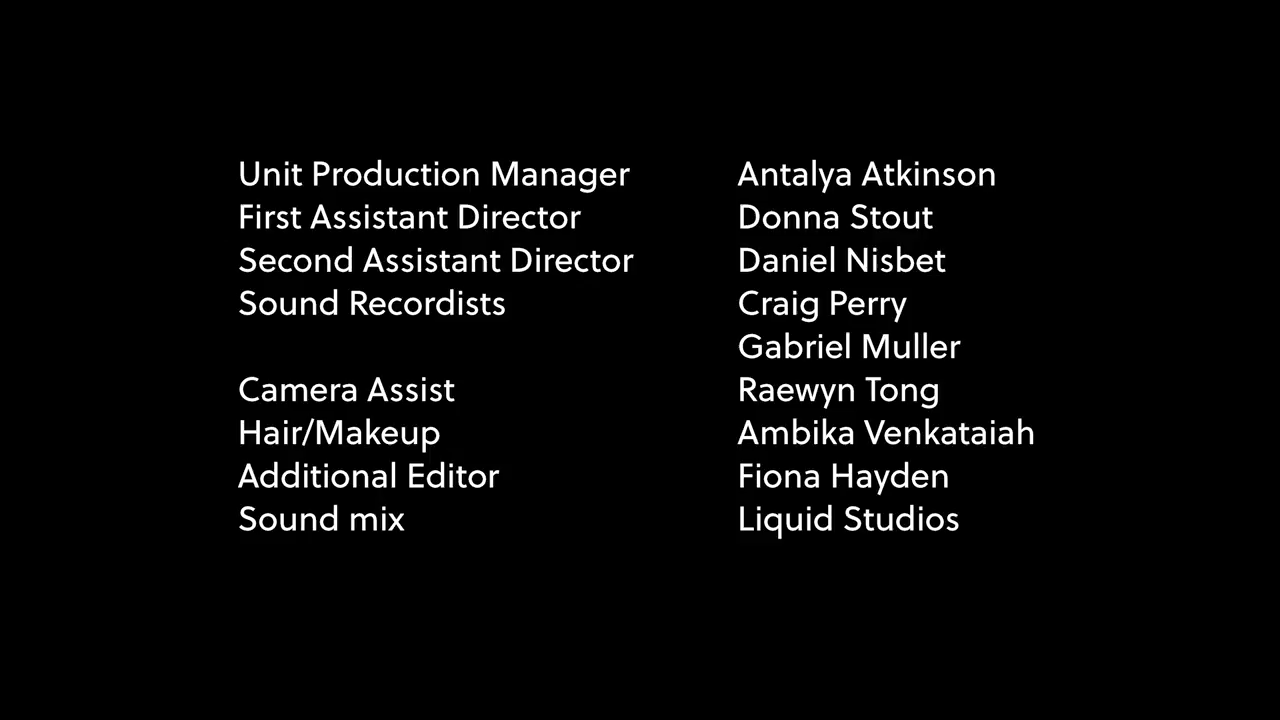 Unit Production Manager Antalya Atkinson
First Assistant Director Donna Stout
Second Assistant Director Daniel Nisbet
Sound Recordists Craig Perry
Gabriel Muller
Camera Assist Raewyn Tong
Hair/Makeup Ambika Venkataiah
Additional Editor Fiona Hayden
Sound mix Liquid Studios